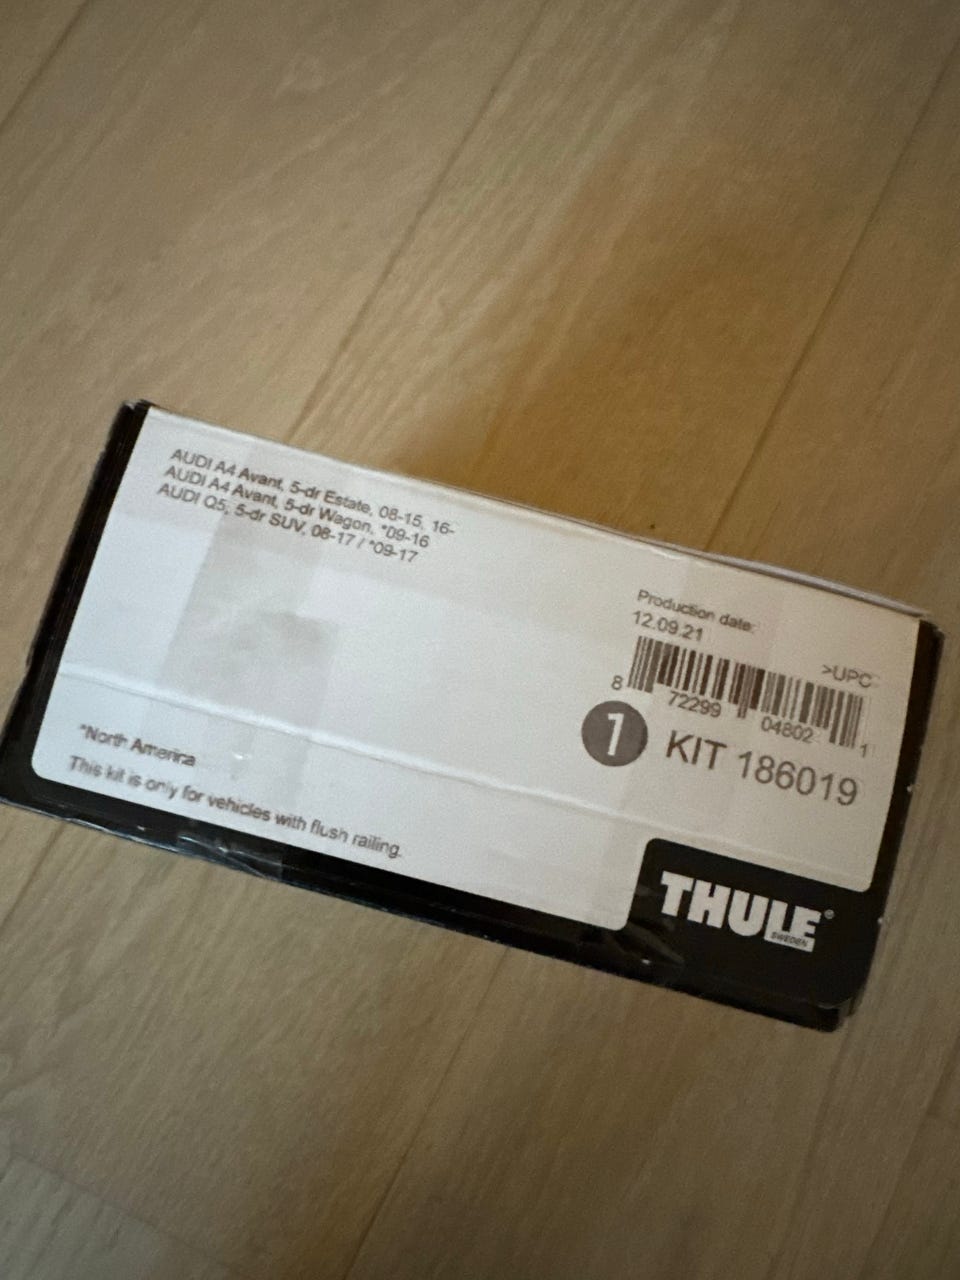 AUDI A4 Avant, 5-dr Estate, 08-15, 16-
AUDI A4 Avant, 5-dr Wagon, *09-16
AUDI Q5, 5-dr SUV, 08-17 / *09-17
Production date:
12.09.21
>UPC
8 72299 04802 1
1 KIT 186019
*North America
This kit is only for vehicles with flush railing.
THULE®
SWEDEN